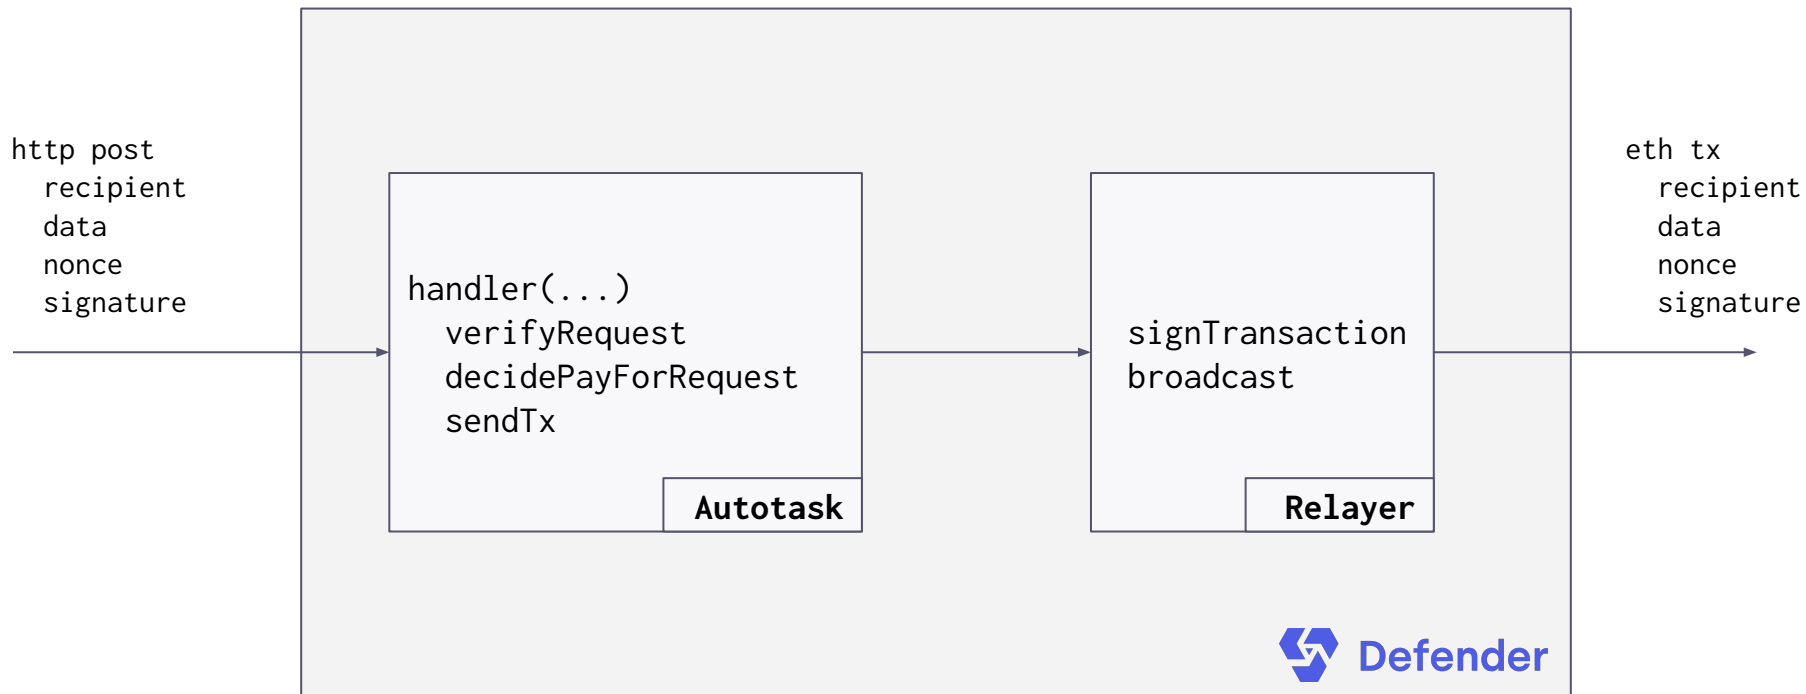 http post
recipient
data
nonce
signature
handler(...)
verifyRequest
decidePayForRequest
sendTx
Autotask
signTransaction
broadcast
Relayer
eth tx
recipient
data
nonce
signature
Defender